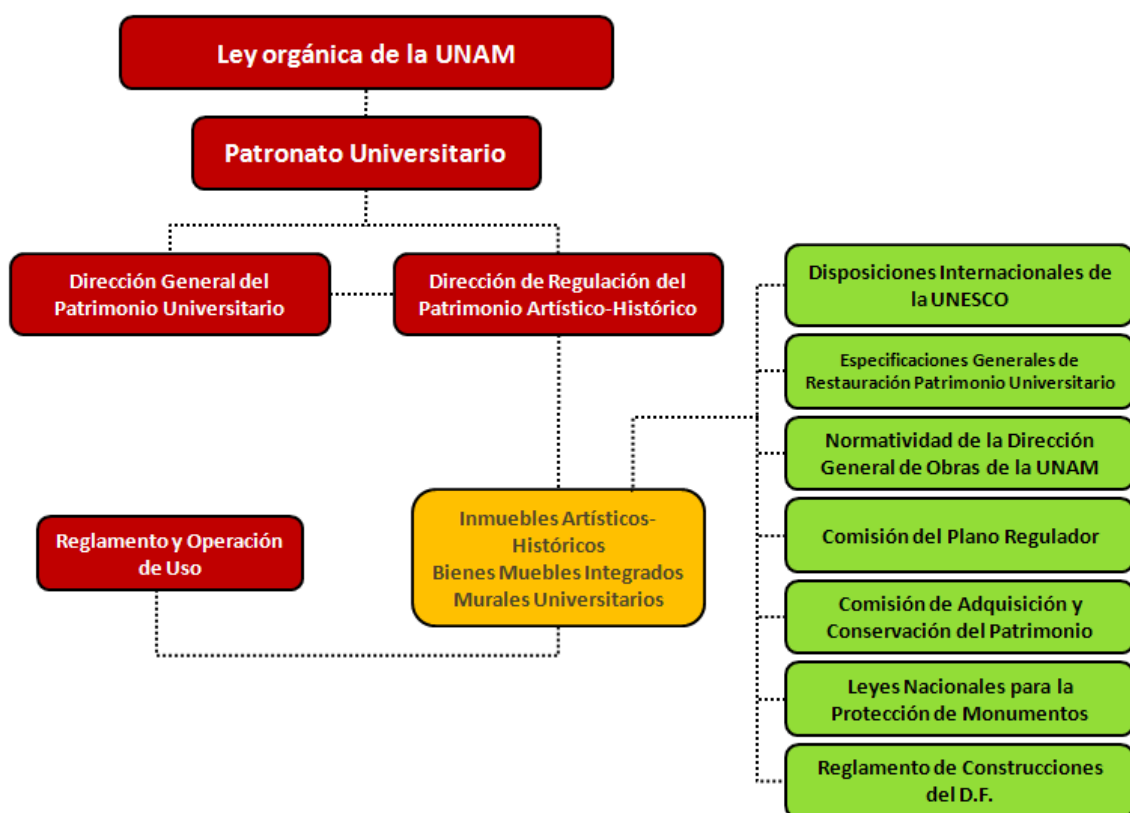 Ley orgánica de la UNAM
Patronato Universitario
Dirección General del
Patrimonio Universitario
Dirección de Regulación del
Patrimonio Artístico-Histórico
Reglamento y Operación
de Uso
Inmuebles Artísticos-
Históricos
Bienes Muebles Integrados
Murales Universitarios
Disposiciones Internacionales de
la UNESCO
Especificaciones Generales de
Restauración Patrimonio Universitario
Normatividad de la Dirección
General de Obras de la UNAM
Comisión del Plano Regulador
Comisión de Adquisición y
Conservación del Patrimonio
Leyes Nacionales para la
Protección de Monumentos
Reglamento de Construcciones
del D.F.